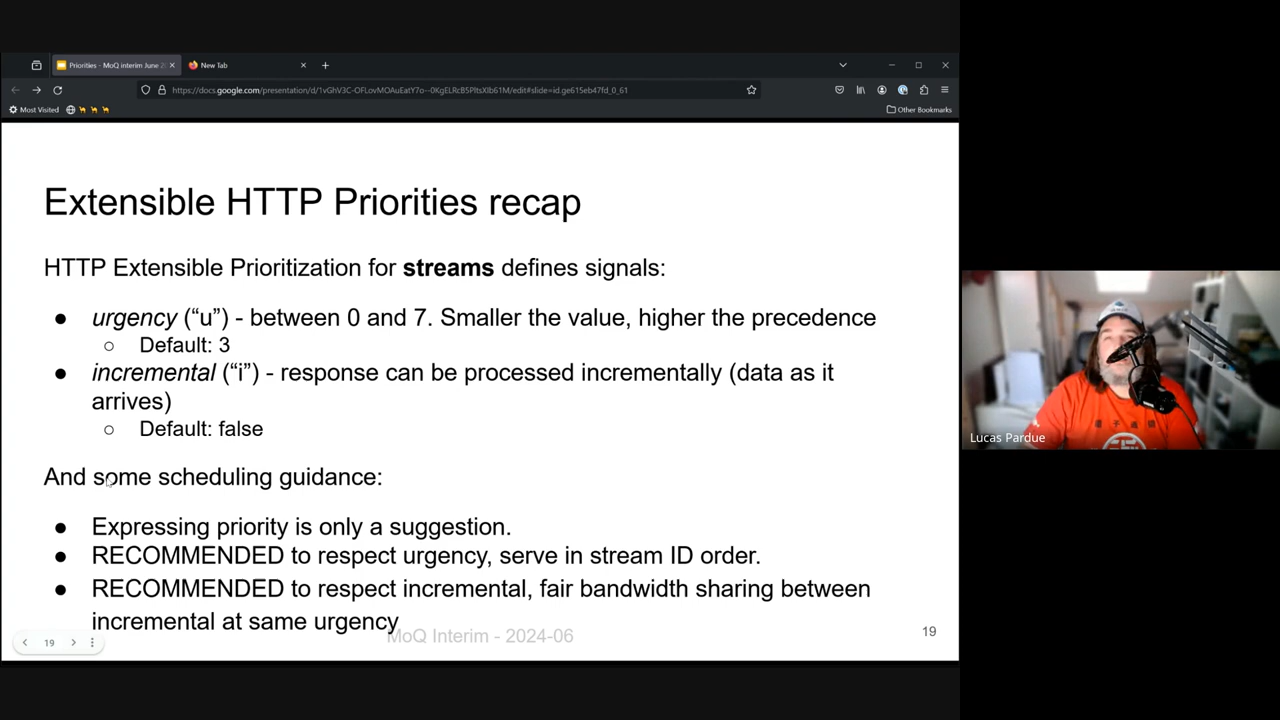 Priorities - MoQ interim June 2
New Tab
https://docs.google.com/presentation/d/1vGhV3C-OFLovMOAuEatY7o--0KgELRcB5PltsXlb61M/edit#slide=id.ge615eb47fd_0_61
Most Visited
Other Bookmarks
Extensible HTTP Priorities recap
HTTP Extensible Prioritization for streams defines signals:
● urgency (“u”) - between 0 and 7. Smaller the value, higher the precedence
○ Default: 3
● incremental (“i”) - response can be processed incrementally (data as it
arrives)
○ Default: false
And some scheduling guidance:
● Expressing priority is only a suggestion.
● RECOMMENDED to respect urgency, serve in stream ID order.
● RECOMMENDED to respect incremental, fair bandwidth sharing between
incremental at same urgency
MoQ Interim - 2024-06
19
19
Lucas Pardue